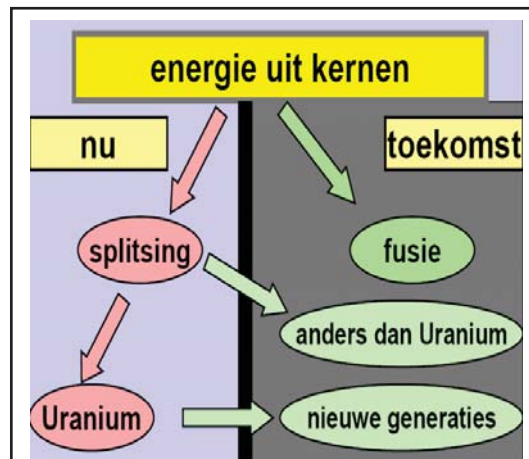 energie uit kernen
nu
toekomst
splitsing
fusie
anders dan Uranium
Uranium
nieuwe generaties